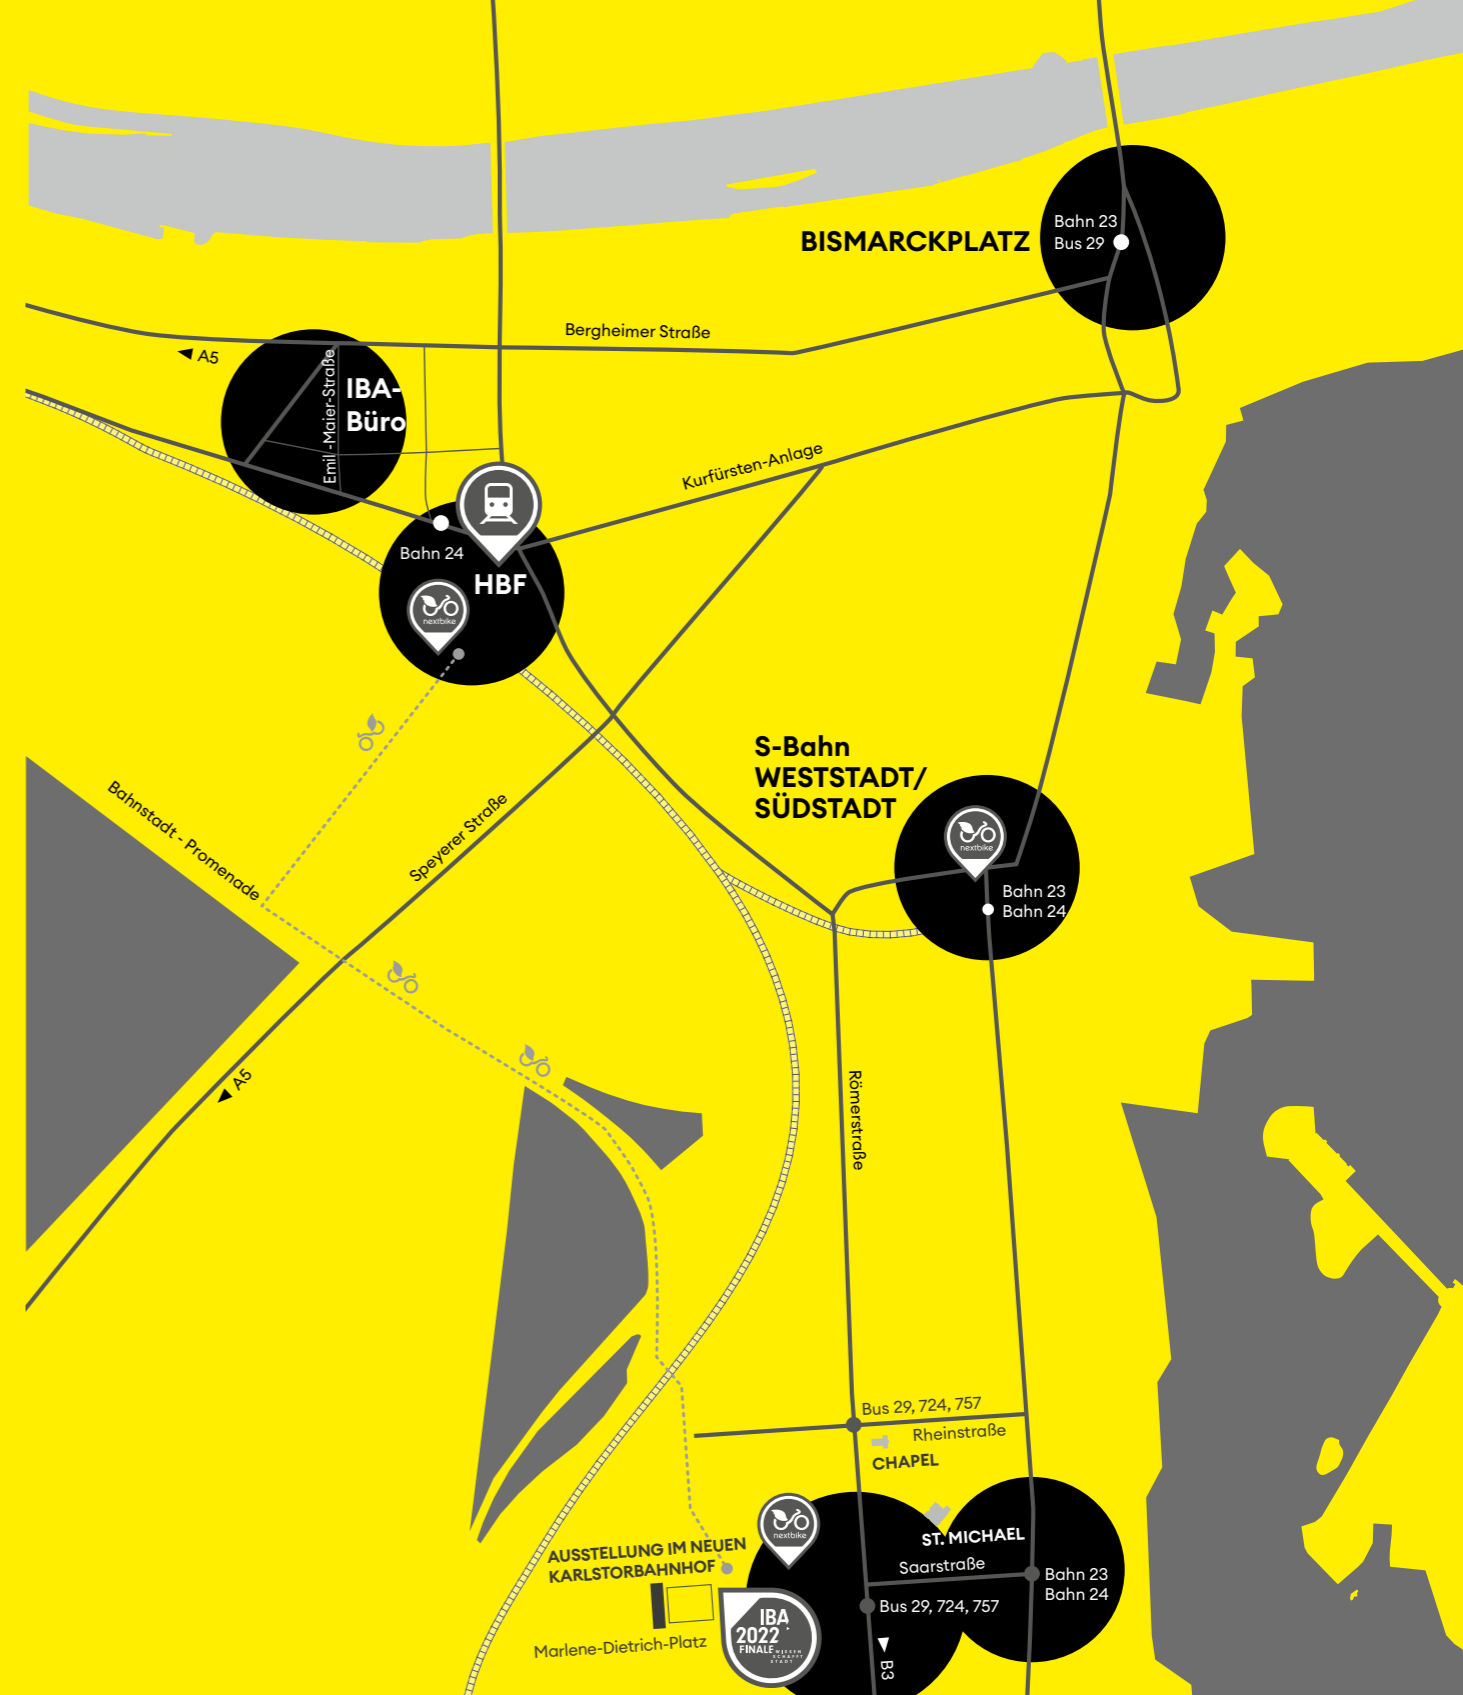 Bahn 23
BISMARCKPLATZ
Bus 29
Bergheimer Straße
A5
Emil-Maier-Straße
IBA-
Büro
Kurfürsten-Anlage
Bahn 24
HBF
nextbike
S-Bahn
WESTSTADT/
SÜDSTADT
Bahnstadt - Promenade
Speyerer Straße
nextbike
Bahn 23
Bahn 24
A5
Römerstraße
Bus 29, 724, 757
Rheinstraße
CHAPEL
nextbike
ST. MICHAEL
AUSSTELLUNG IM NEUEN
KARLSTORBAHNHOF
Saarstraße
Bahn 23
Bahn 24
Bus 29, 724, 757
IBA
2022
FINALE
WISSEN
SCHAFFT
STADT
Marlene-Dietrich-Platz
B3